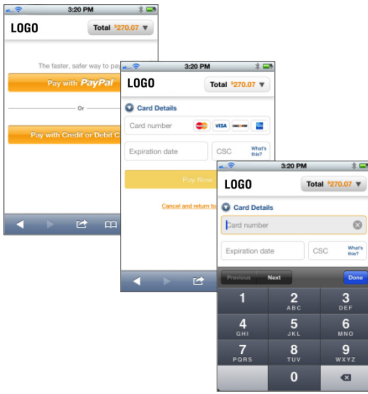 3:20 PM
LOGO
Total $270.07 ▼
The faster, safer way to pay
Pay with PayPal
Or
Pay with Credit or Debit C
3:20 PM
LOGO
Total $270.07 ▼
Card Details
Card number VISA
Expiration date CSC What's this?
Pay Now
Cancel and return to
3:20 PM
LOGO
Total $270.07 ▼
Card Details
Card number
Expiration date CSC What's this?
Previous Next Done
1 2 3
ABC DEF
4 5 6
GHI JKL MNO
7 8 9
PQRS TUV WXYZ
0